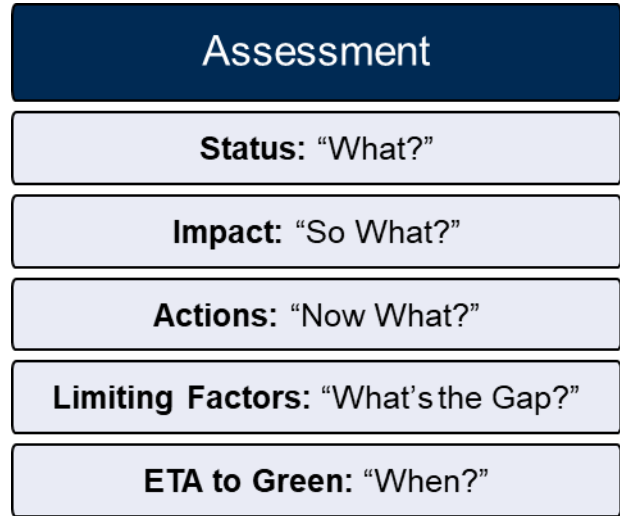 Assessment
Status: “What?”
Impact: “So What?”
Actions: “Now What?”
Limiting Factors: “What’s the Gap?”
ETA to Green: “When?”